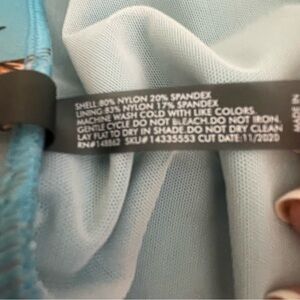 SHELL:80% NYLON 20% SPANDEX
LINING:83% NYLON 17% SPANDEX
MACHINE WASH COLD WITH LIKE COLORS.
GENTLE CYCLE.DO NOT BLEACH.DO NOT IRON.
LAY FLAT TO DRY IN SHADE.DO NOT DRY CLEAN
RN#148862 SKU#14335553 CUT DATE:11/2020
MADE IN